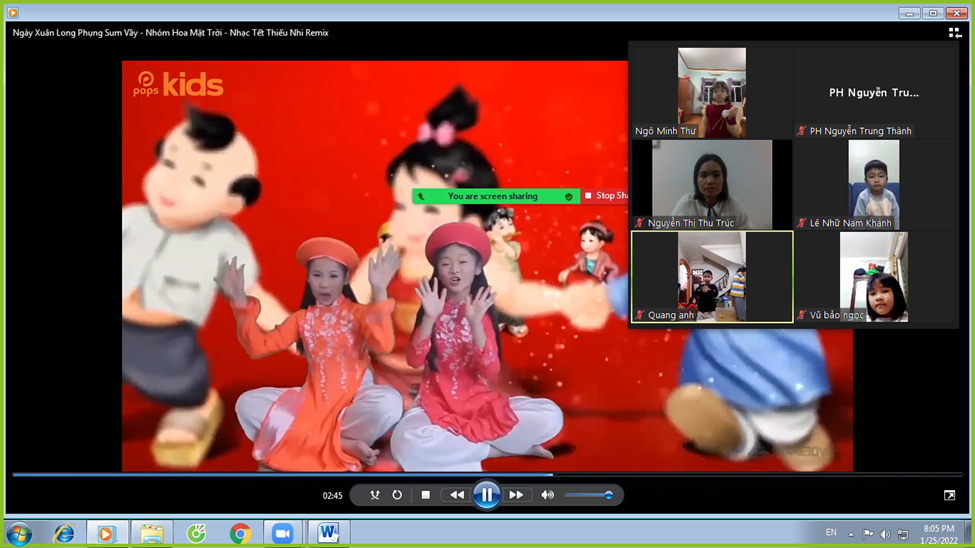 Ngày Xuân Long Phụng Sum Vầy - Nhóm Hoa Mặt Trời - Nhạc Tết Thiếu Nhi Remix
pops kids
You are screen sharing
Stop Sha
Ngô Minh Thư
PH Nguyễn Tru...
PH Nguyễn Trung Thành
Nguyễn Thị Thu Trúc
Lê Nhữ Nam Khánh
Quang anh
Vũ bảo ngọc
02:45
EN
8:05 PM
1/25/2022